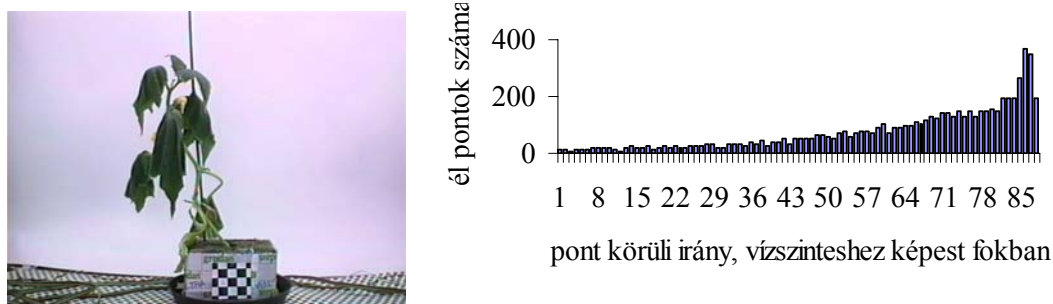 grodan
él pontok száma
400
200
0
1 8 15 22 29 36 43 50 57 64 71 78 85
pont körüli irány, vízszinteshez képest fokban